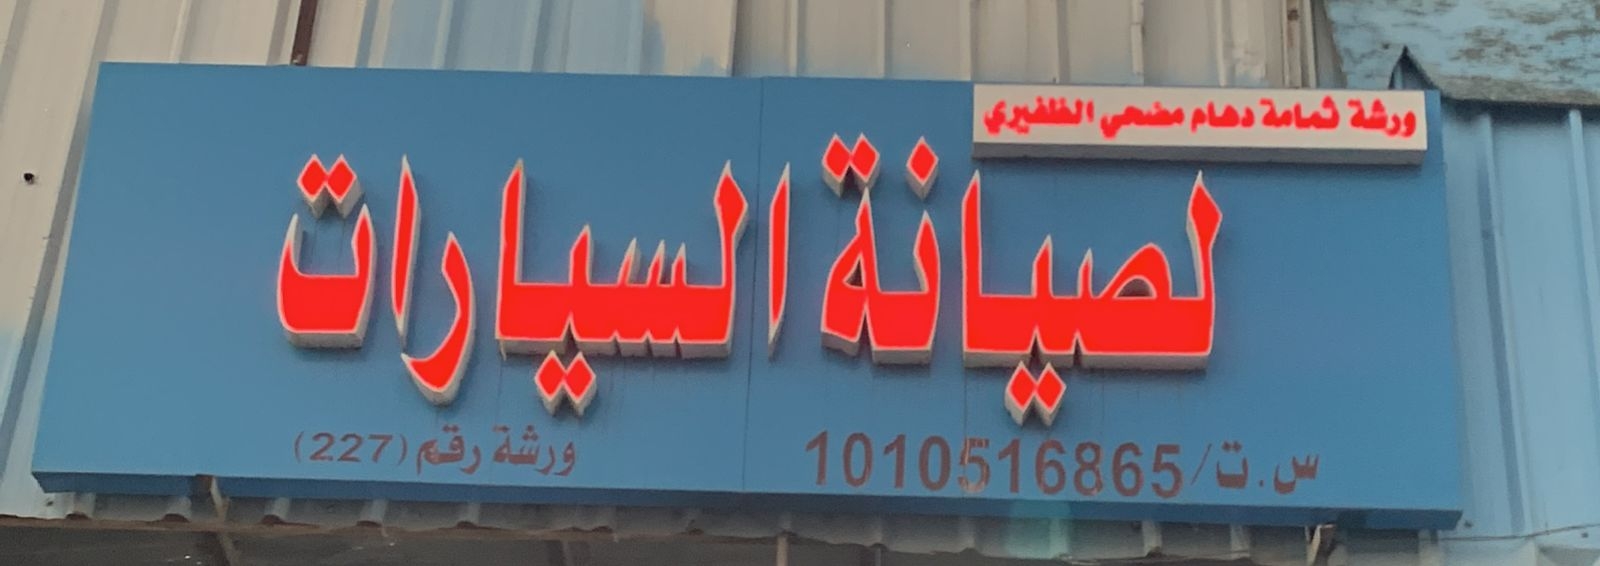 ورشة ثمامة دهام مضحي الظفيري
لصيانة السيارات
س.ت/1010516865
ورشة رقم (227)